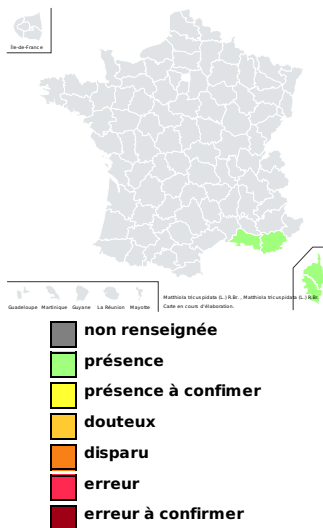 Île-de-France
Matthiola tricuspidata (L.) R.Br. , Matthiola tricuspidata (L.) R.Br.
Carte en cours d'élaboration.
Guadeloupe Martinique Guyane La Réunion Mayotte
non renseignée
présence
présence à confimer
douteux
disparu
erreur
erreur à confirmer